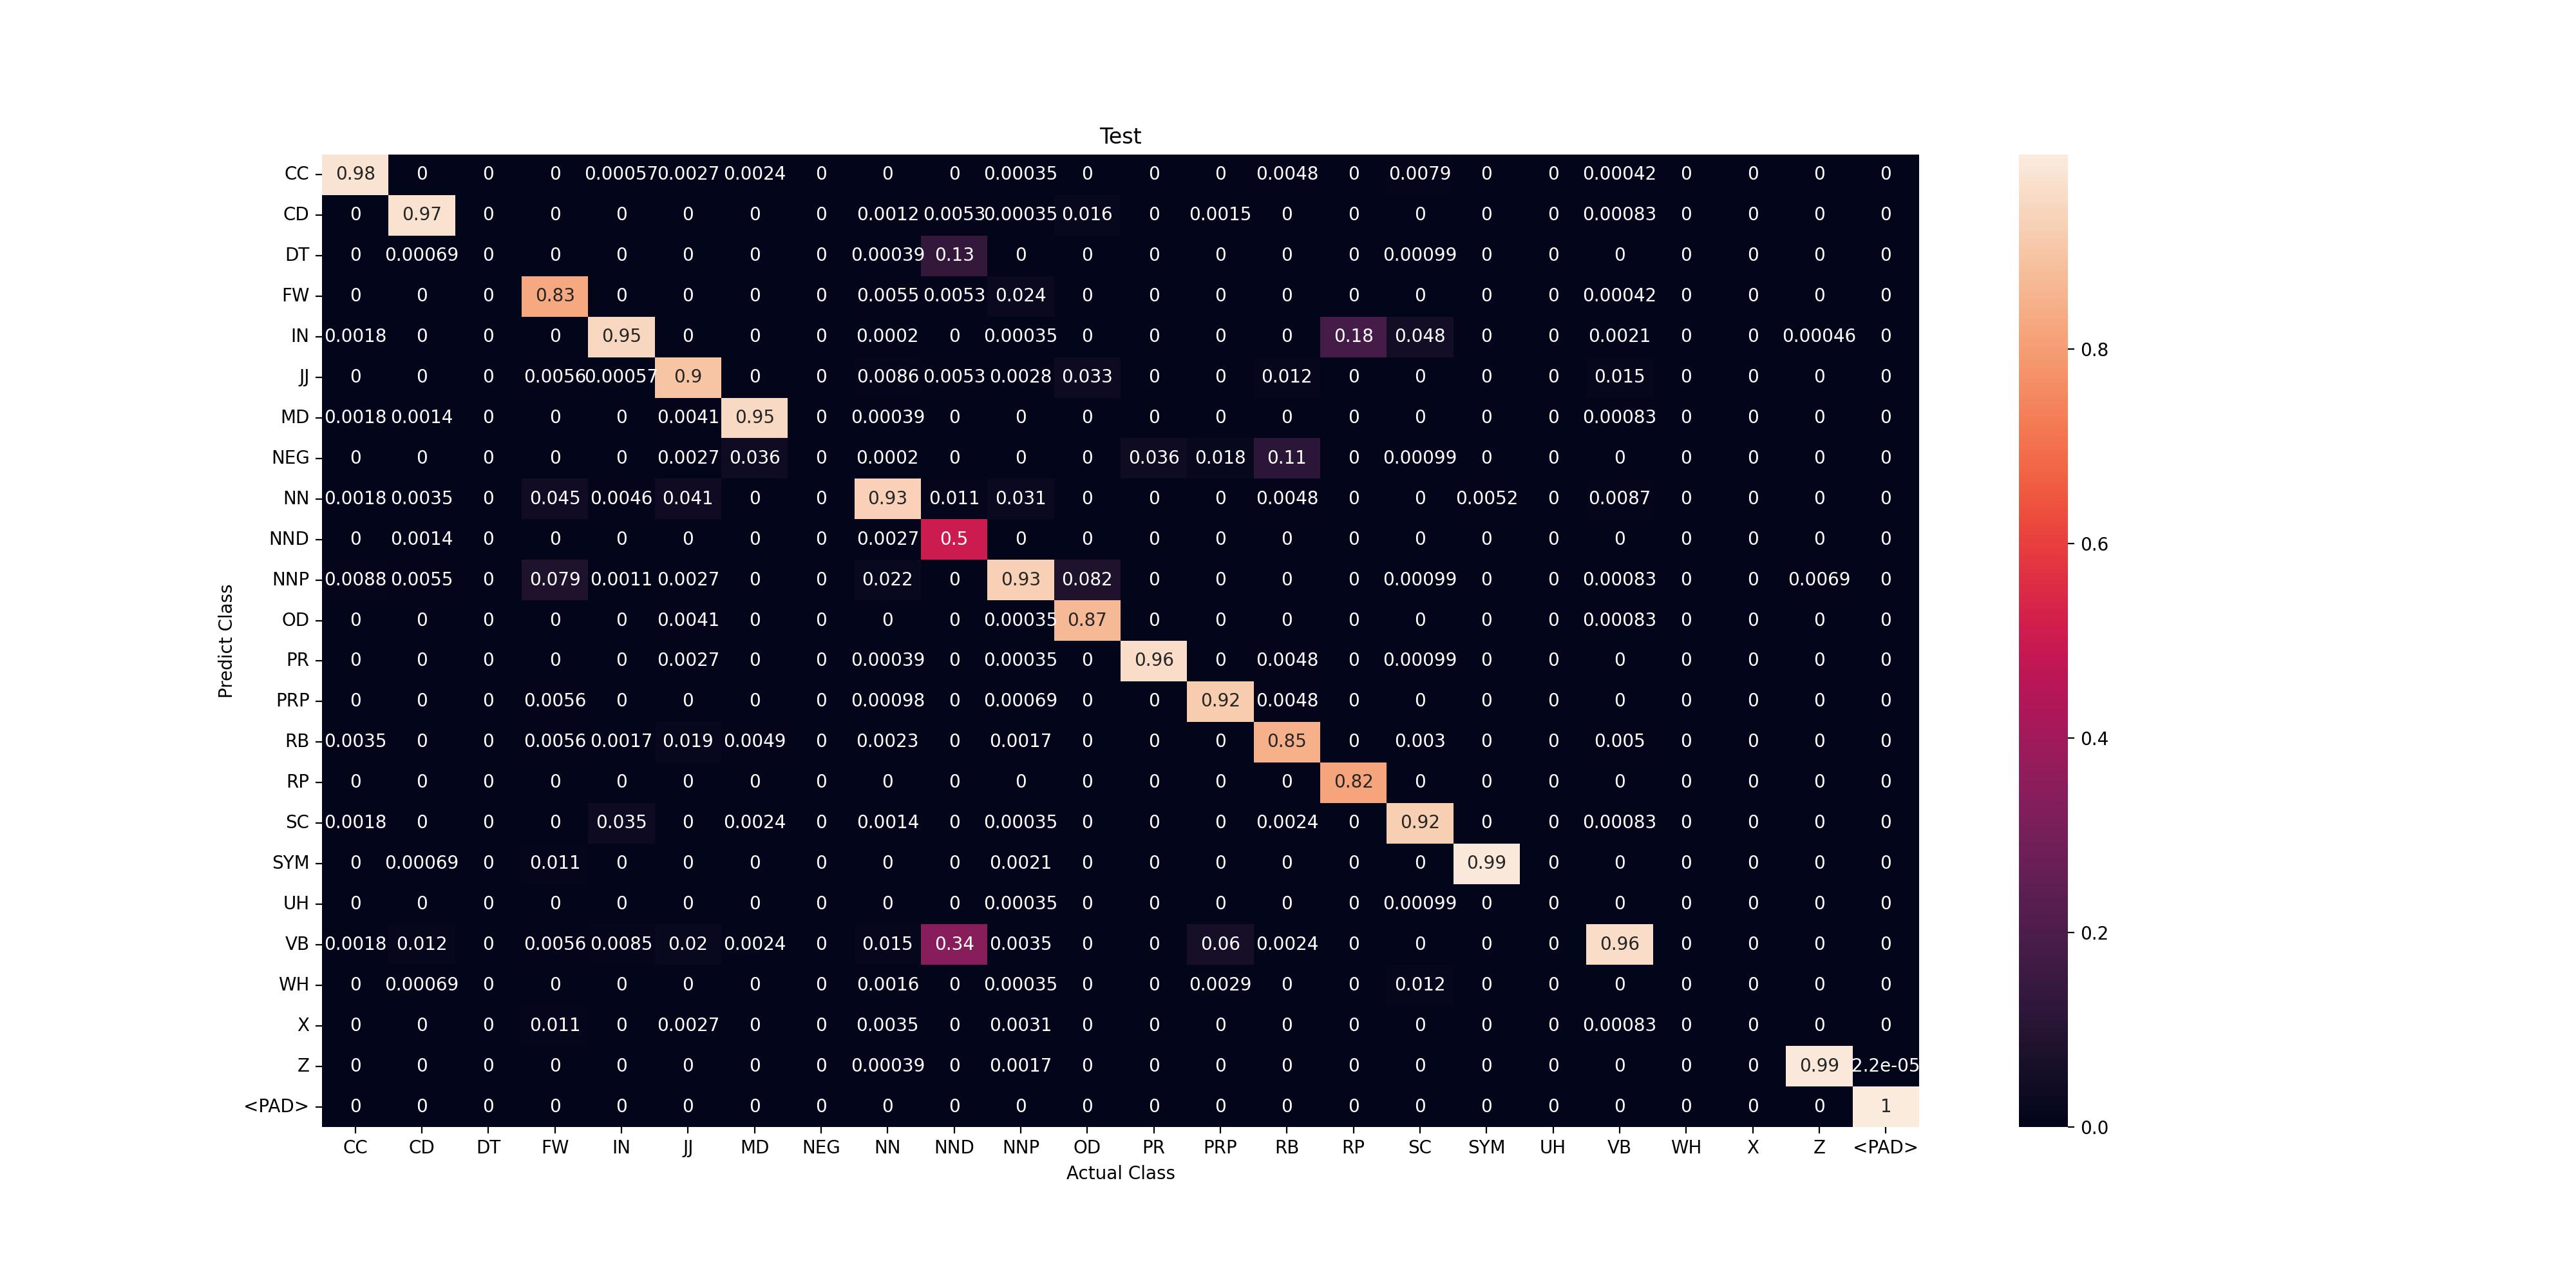 Test
CC 0.98 0 0 0 0.00057 0.0027 0.0024 0 0 0 0.00035 0 0 0 0.0048 0 0.0079 0 0 0.00042 0 0 0 0
CD 0 0.97 0 0 0 0 0 0 0.0012 0.0053 0.00035 0.016 0 0.0015 0 0 0 0 0 0.00083 0 0 0 0
DT 0 0.00069 0 0 0 0 0 0 0.00039 0.13 0 0 0 0 0 0 0.00099 0 0 0 0 0 0 0
FW 0 0 0 0.83 0 0 0 0 0.0055 0.0053 0.024 0 0 0 0 0 0 0 0 0.00042 0 0 0 0
IN 0.0018 0 0 0 0.95 0 0 0 0.0002 0 0.00035 0 0 0 0 0.18 0.048 0 0 0.0021 0 0 0.00046 0
0.8
JJ 0 0 0 0.0056 0.00057 0.9 0 0 0.0086 0.0053 0.0028 0.033 0 0 0.012 0 0 0 0 0.015 0 0 0 0
MD 0.0018 0.0014 0 0 0 0.0041 0.95 0 0.00039 0 0 0 0 0 0 0 0 0 0 0.00083 0 0 0 0
NEG 0 0 0 0 0 0.0027 0.036 0 0.0002 0 0 0 0.036 0.018 0.11 0 0.00099 0 0 0 0 0 0 0
NN 0.0018 0.0035 0 0.045 0.0046 0.041 0 0 0.93 0.011 0.031 0 0 0 0.0048 0 0 0.0052 0 0.0087 0 0 0 0
NND 0 0.0014 0 0 0 0 0 0 0.0027 0.5 0 0 0 0 0 0 0 0 0 0 0 0 0 0
0.6
NNP 0.0088 0.0055 0 0.079 0.0011 0.0027 0 0 0.022 0 0.93 0.082 0 0 0 0 0.00099 0 0 0.00083 0 0 0.0069 0
OD 0 0 0 0 0 0.0041 0 0 0 0 0.00035 0.87 0 0 0 0 0 0 0 0.00083 0 0 0 0
Predict Class
PR 0 0 0 0 0 0.0027 0 0 0.00039 0 0.00035 0 0.96 0 0.0048 0 0.00099 0 0 0 0 0 0 0
PRP 0 0 0 0.0056 0 0 0 0 0.00098 0 0.00069 0 0 0.92 0.0048 0 0 0 0 0 0 0 0 0
RB 0.0035 0 0 0.0056 0.0017 0.019 0.0049 0 0.0023 0 0.0017 0 0 0 0.85 0 0.003 0 0 0.005 0 0 0 0
0.4
RP 0 0 0 0 0 0 0 0 0 0 0 0 0 0 0 0.82 0 0 0 0 0 0 0 0
SC 0.0018 0 0 0 0.035 0 0.0024 0 0.0014 0 0.00035 0 0 0 0.0024 0 0.92 0 0 0.00083 0 0 0 0
SYM 0 0.00069 0 0.011 0 0 0 0 0 0 0.0021 0 0 0 0 0 0 0.99 0 0 0 0 0 0
UH 0 0 0 0 0 0 0 0 0 0 0.00035 0 0 0 0 0 0.00099 0 0 0 0 0 0 0
0.2
VB 0.0018 0.012 0 0.0056 0.0085 0.02 0.0024 0 0.015 0.34 0.0035 0 0 0.06 0.0024 0 0 0 0 0.96 0 0 0 0
WH 0 0.00069 0 0 0 0 0 0 0.0016 0 0.00035 0 0 0.0029 0 0 0.012 0 0 0 0 0 0 0
X 0 0 0 0.011 0 0.0027 0 0 0.0035 0 0.0031 0 0 0 0 0 0 0 0 0.00083 0 0 0 0
Z 0 0 0 0 0 0 0 0 0.00039 0 0.0017 0 0 0 0 0 0 0 0 0 0 0 0.99 2.2e-05
<PAD> 0 0 0 0 0 0 0 0 0 0 0 0 0 0 0 0 0 0 0 0 0 0 0 1
0.0
CC CD DT FW IN JJ MD NEG NN NND NNP OD PR PRP RB RP SC SYM UH VB WH X Z <PAD>
Actual Class